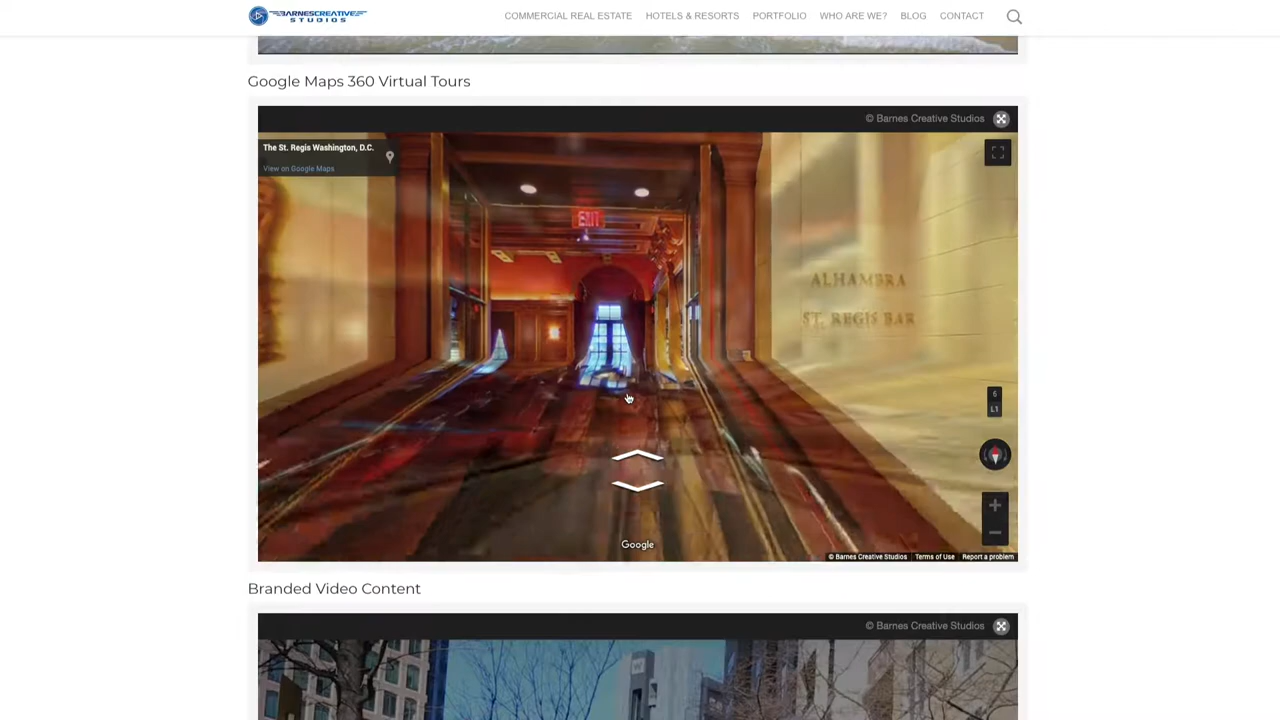 BARNESCREATIVE
STUDIOS
COMMERCIAL REAL ESTATE HOTELS & RESORTS PORTFOLIO WHO ARE WE? BLOG CONTACT
Google Maps 360 Virtual Tours
© Barnes Creative Studios
The St. Regis Washington, D.C.
View on Google Maps
EXIT
ALHAMBRA
ST. REGIS BAR
6
L1
Google
© Barnes Creative Studios Terms of Use Report a problem
Branded Video Content
© Barnes Creative Studios